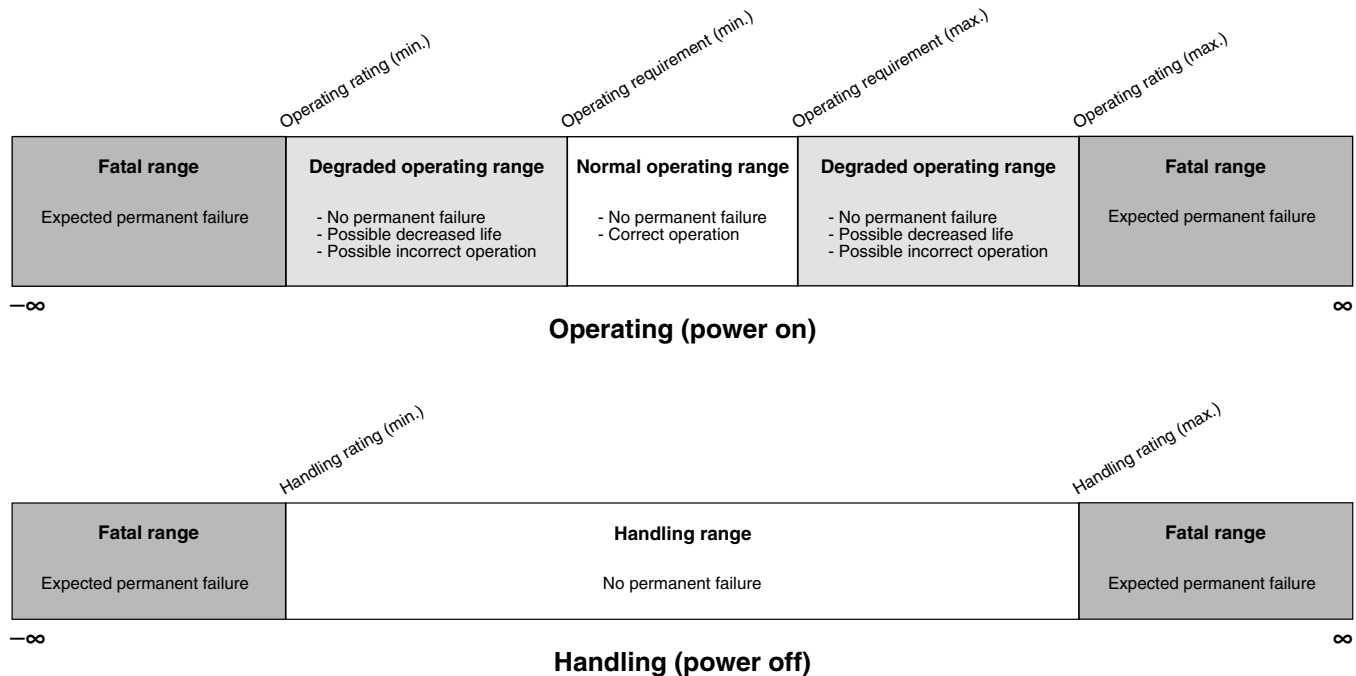 Operating rating (min.)
Operating requirement (min.)
Operating requirement (max.)
Operating rating (max.)
Fatal range
Degraded operating range
Normal operating range
Degraded operating range
Fatal range
Expected permanent failure
- No permanent failure
- Possible decreased life
- Possible incorrect operation
- No permanent failure
- Correct operation
- No permanent failure
- Possible decreased life
- Possible incorrect operation
Expected permanent failure
–∞
∞
Operating (power on)
Handling rating (min.)
Handling rating (max.)
Fatal range
Handling range
Fatal range
Expected permanent failure
No permanent failure
Expected permanent failure
–∞
∞
Handling (power off)